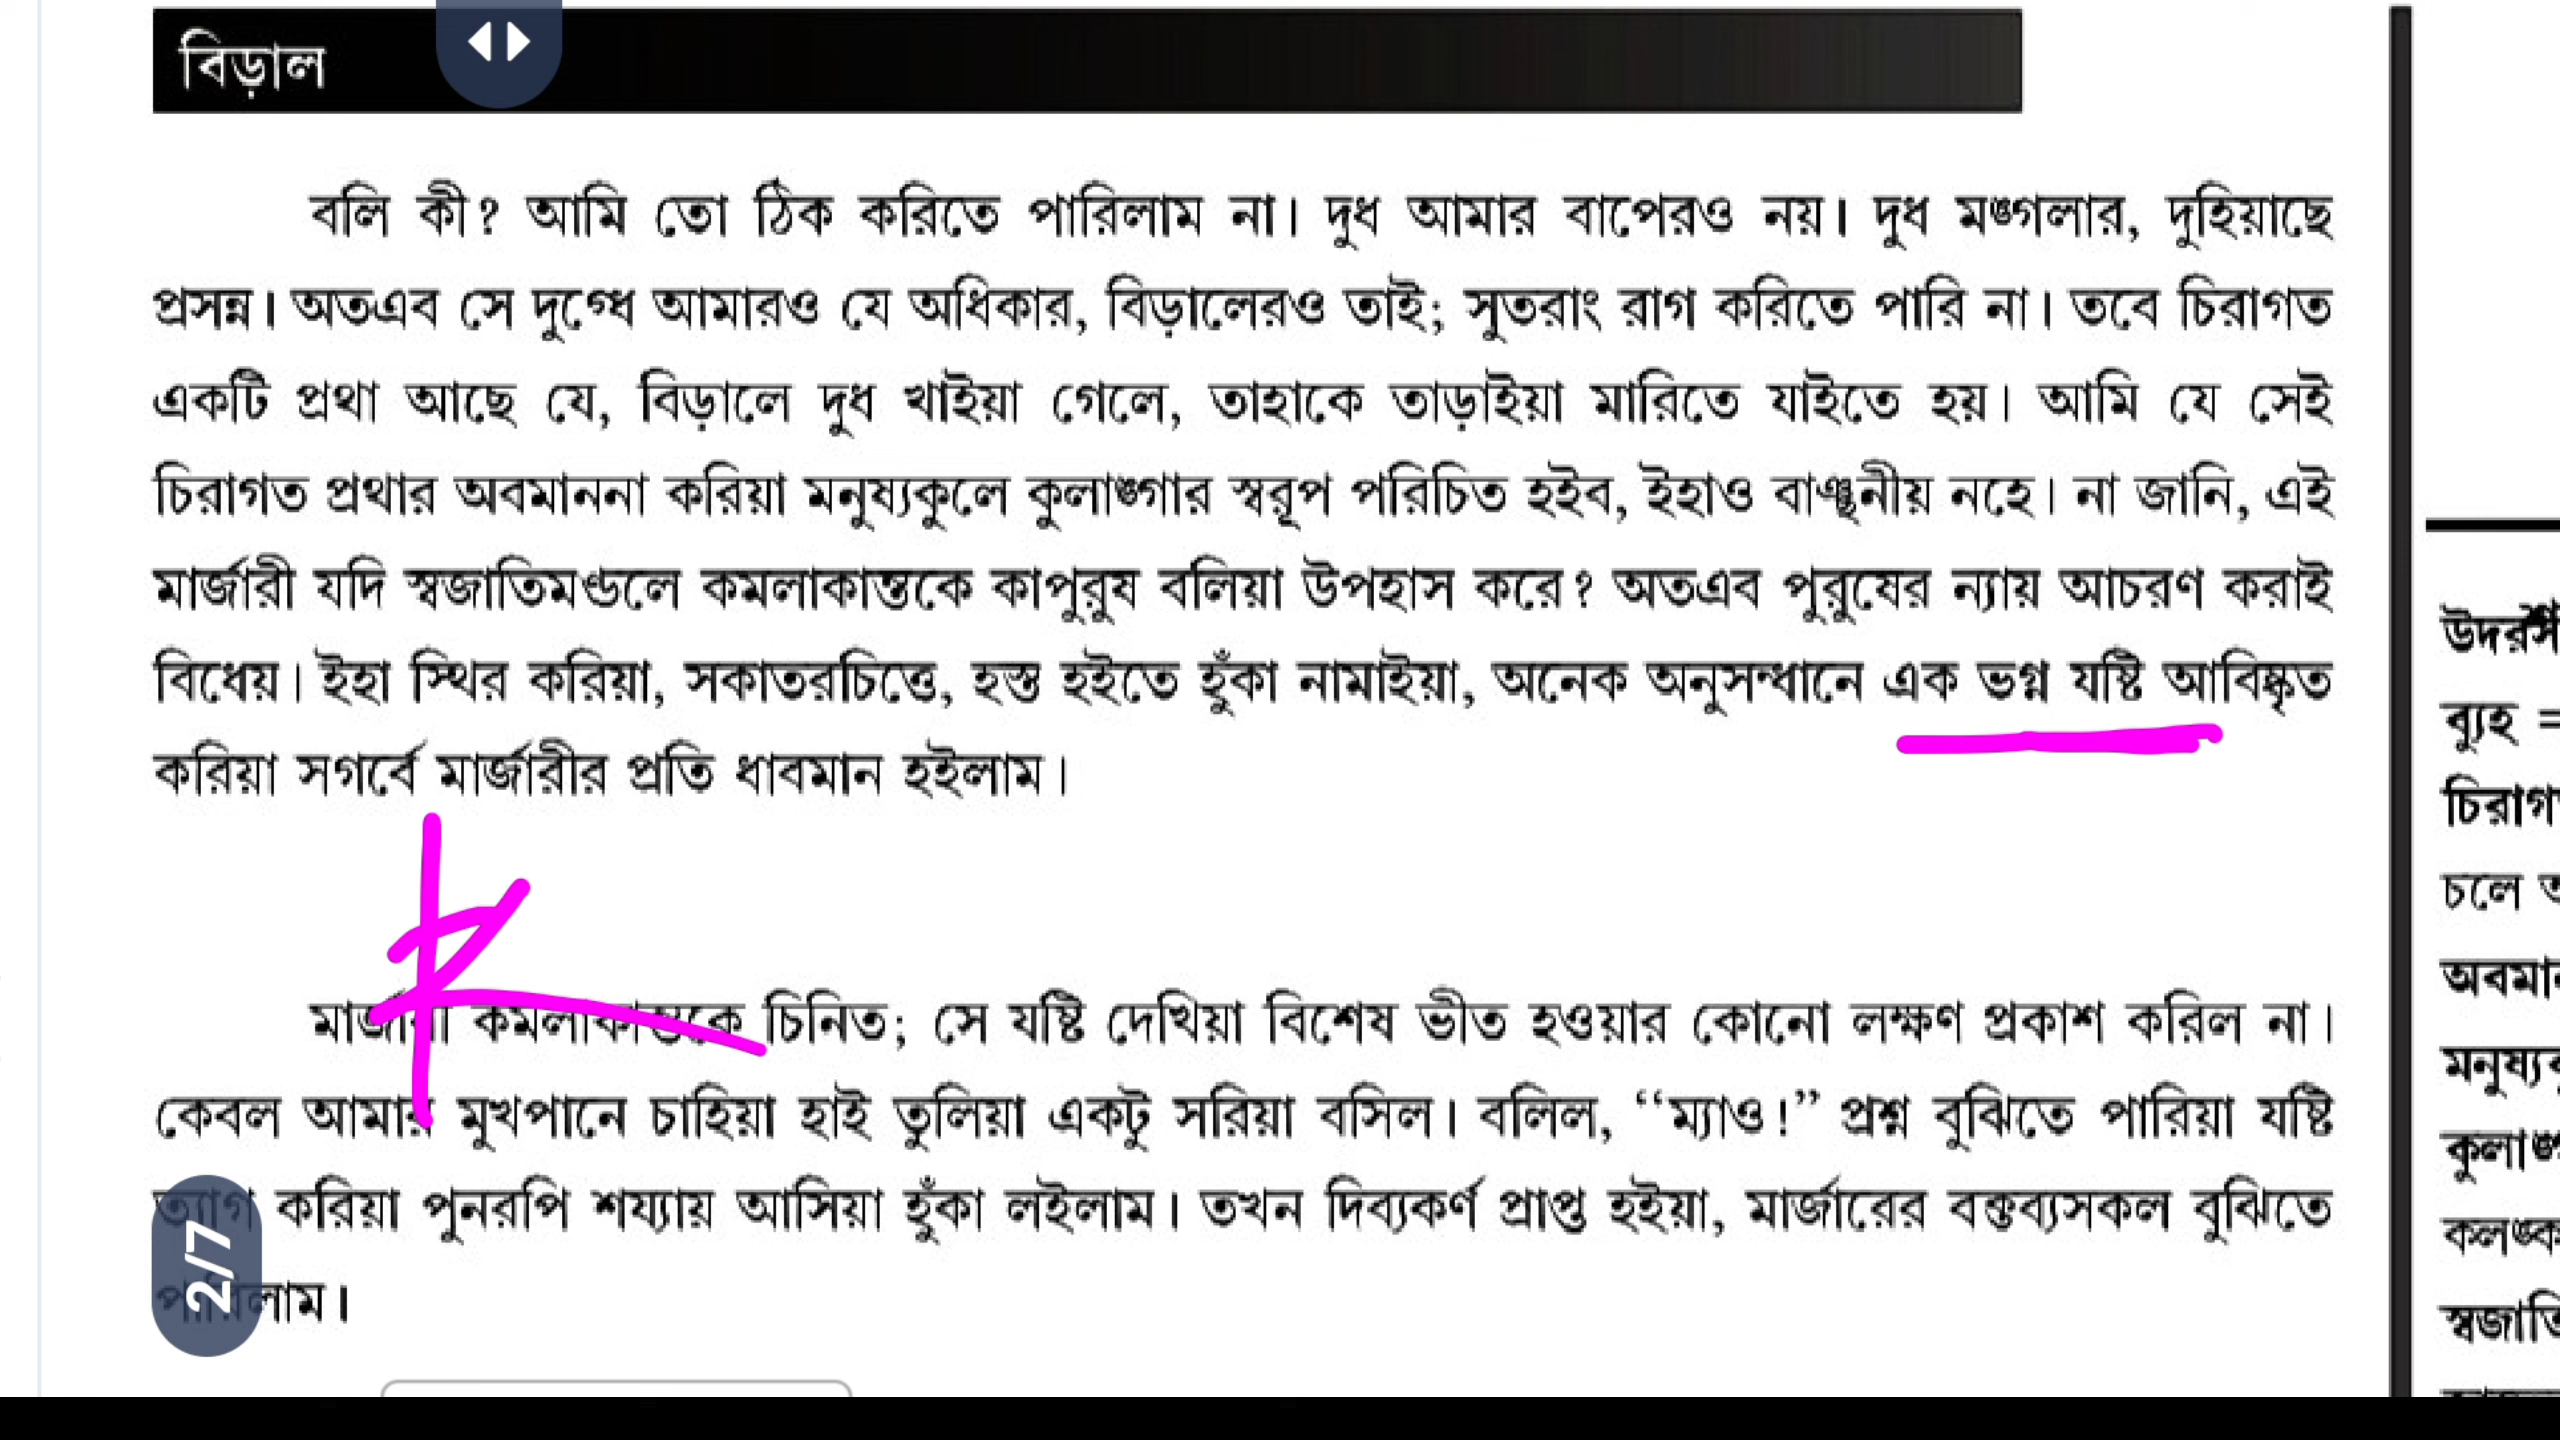 বিড়াল
বলি কী? আমি তো ঠিক করিতে পারিলাম না। দুধ আমার বাপেরও নয়। দুধ মঙ্গলার, দুহিয়াছে
প্রসন্ন। অতএব সে দুগ্ধে আমারও যে অধিকার, বিড়ালেরও তাই; সুতরাং রাগ করিতে পারি না। তবে চিরাগত
একটি প্রথা আছে যে, বিড়ালে দুধ খাইয়া গেলে, তাহাকে তাড়াইয়া মারিতে যাইতে হয়। আমি যে সেই
চিরাগত প্রথার অবমাননা করিয়া মনুষ্যকুলে কুলাঙ্গার স্বরূপ পরিচিত হইব, ইহাও বাঞ্ছনীয় নহে। না জানি, এই
মার্জারী যদি স্বজাতিমণ্ডলে কমলাকান্তকে কাপুরুষ বলিয়া উপহাস করে? অতএব পুরুষের ন্যায় আচরণ করাই
বিধেয়। ইহা স্থির করিয়া, সকাতরচিত্তে, হস্ত হইতে হুঁকা নামাইয়া, অনেক অনুসন্ধানে এক ভগ্ন যষ্টি আবিষ্কৃত
করিয়া সগর্বে মার্জারীর প্রতি ধাবমান হইলাম।
মার্জারী কমলাকান্তকে চিনিত; সে যষ্টি দেখিয়া বিশেষ ভীত হওয়ার কোনো লক্ষণ প্রকাশ করিল না।
কেবল আমার মুখপানে চাহিয়া হাই তুলিয়া একটু সরিয়া বসিল। বলিল, “ম্যাও!” প্রশ্ন বুঝিতে পারিয়া যষ্টি
ত্যাগ করিয়া পুনরপি শয্যায় আসিয়া হুঁকা লইলাম। তখন দিব্যকর্ণ প্রাপ্ত হইয়া, মার্জারের বক্তব্যসকল বুঝিতে
পারিলাম।
2/7
ব্যূহ =
চলে